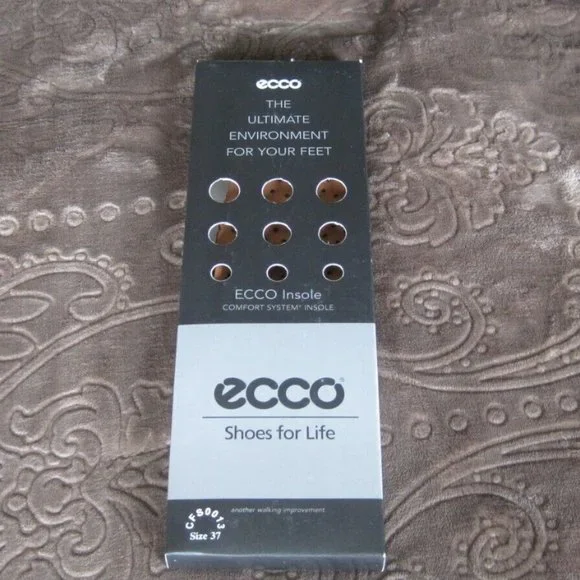 ecco
THE
ULTIMATE
ENVIRONMENT
FOR YOUR FEET
ECCO Insole
COMFORT SYSTEM® INSOLE
ecco®
Shoes for Life
another walking improvement
CFS0013
Size 37